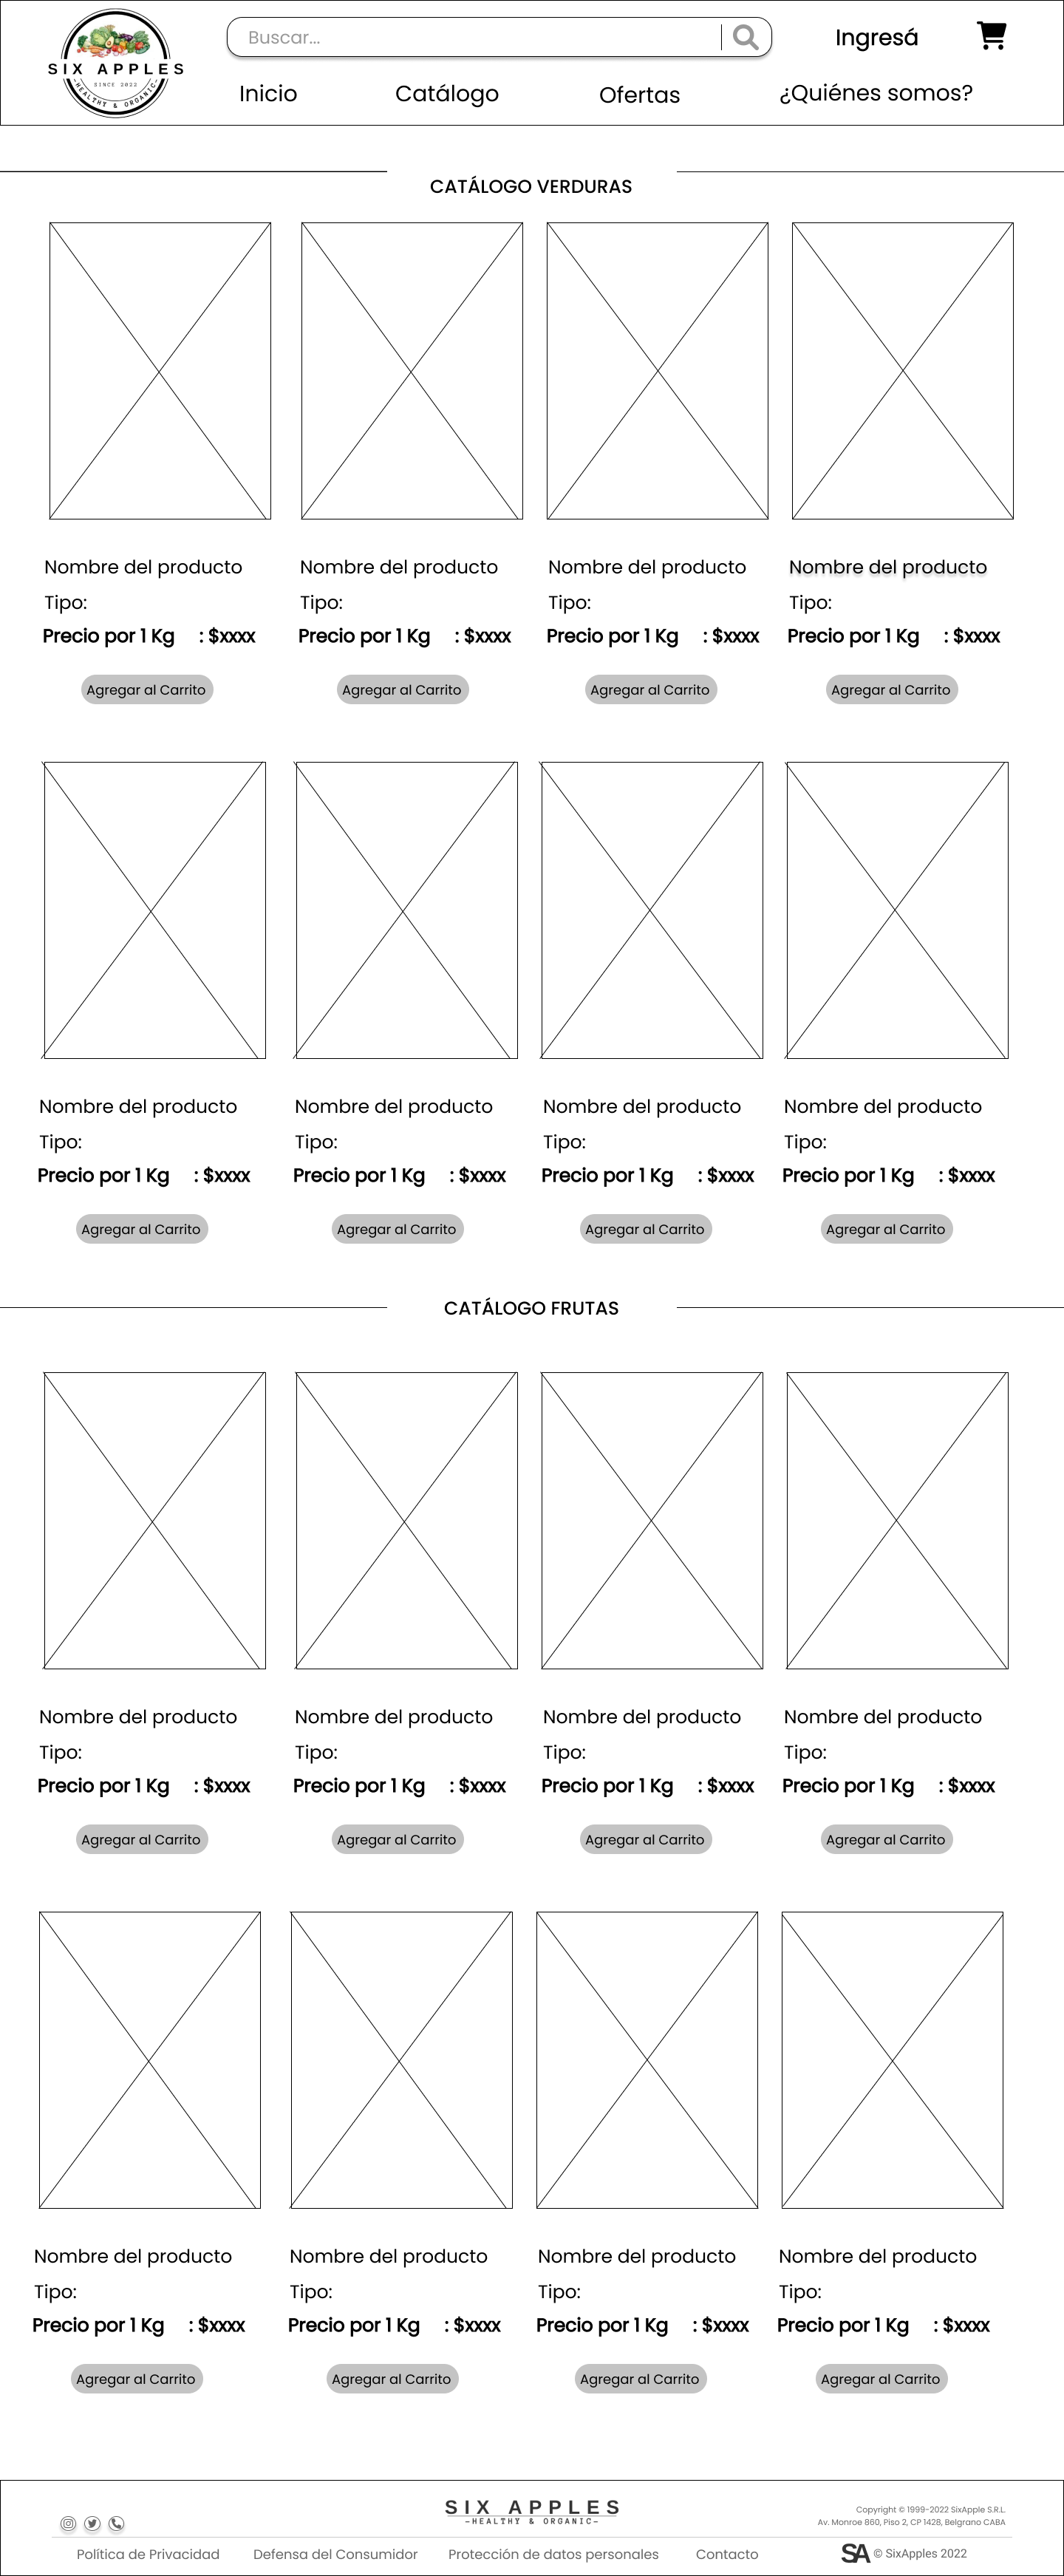 SIX APPLES
SINCE 2022
-HEALTHY & ORGANIC-
Buscar...
Ingresá
Inicio Catálogo Ofertas ¿Quiénes somos?
CATÁLOGO VERDURAS
Nombre del producto Nombre del producto Nombre del producto Nombre del producto
Tipo: Tipo: Tipo: Tipo:
Precio por 1 Kg : $xxxx Precio por 1 Kg : $xxxx Precio por 1 Kg : $xxxx Precio por 1 Kg : $xxxx
Agregar al Carrito Agregar al Carrito Agregar al Carrito Agregar al Carrito
Nombre del producto Nombre del producto Nombre del producto Nombre del producto
Tipo: Tipo: Tipo: Tipo:
Precio por 1 Kg : $xxxx Precio por 1 Kg : $xxxx Precio por 1 Kg : $xxxx Precio por 1 Kg : $xxxx
Agregar al Carrito Agregar al Carrito Agregar al Carrito Agregar al Carrito
CATÁLOGO FRUTAS
Nombre del producto Nombre del producto Nombre del producto Nombre del producto
Tipo: Tipo: Tipo: Tipo:
Precio por 1 Kg : $xxxx Precio por 1 Kg : $xxxx Precio por 1 Kg : $xxxx Precio por 1 Kg : $xxxx
Agregar al Carrito Agregar al Carrito Agregar al Carrito Agregar al Carrito
Nombre del producto Nombre del producto Nombre del producto Nombre del producto
Tipo: Tipo: Tipo: Tipo:
Precio por 1 Kg : $xxxx Precio por 1 Kg : $xxxx Precio por 1 Kg : $xxxx Precio por 1 Kg : $xxxx
Agregar al Carrito Agregar al Carrito Agregar al Carrito Agregar al Carrito
SIX APPLES
-HEALTHY & ORGANIC-
Copyright © 1999-2022 SixApple S.R.L.
Av. Monroe 860, Piso 2, CP 1428, Belgrano CABA
Política de Privacidad Defensa del Consumidor Protección de datos personales Contacto SA © SixApples 2022